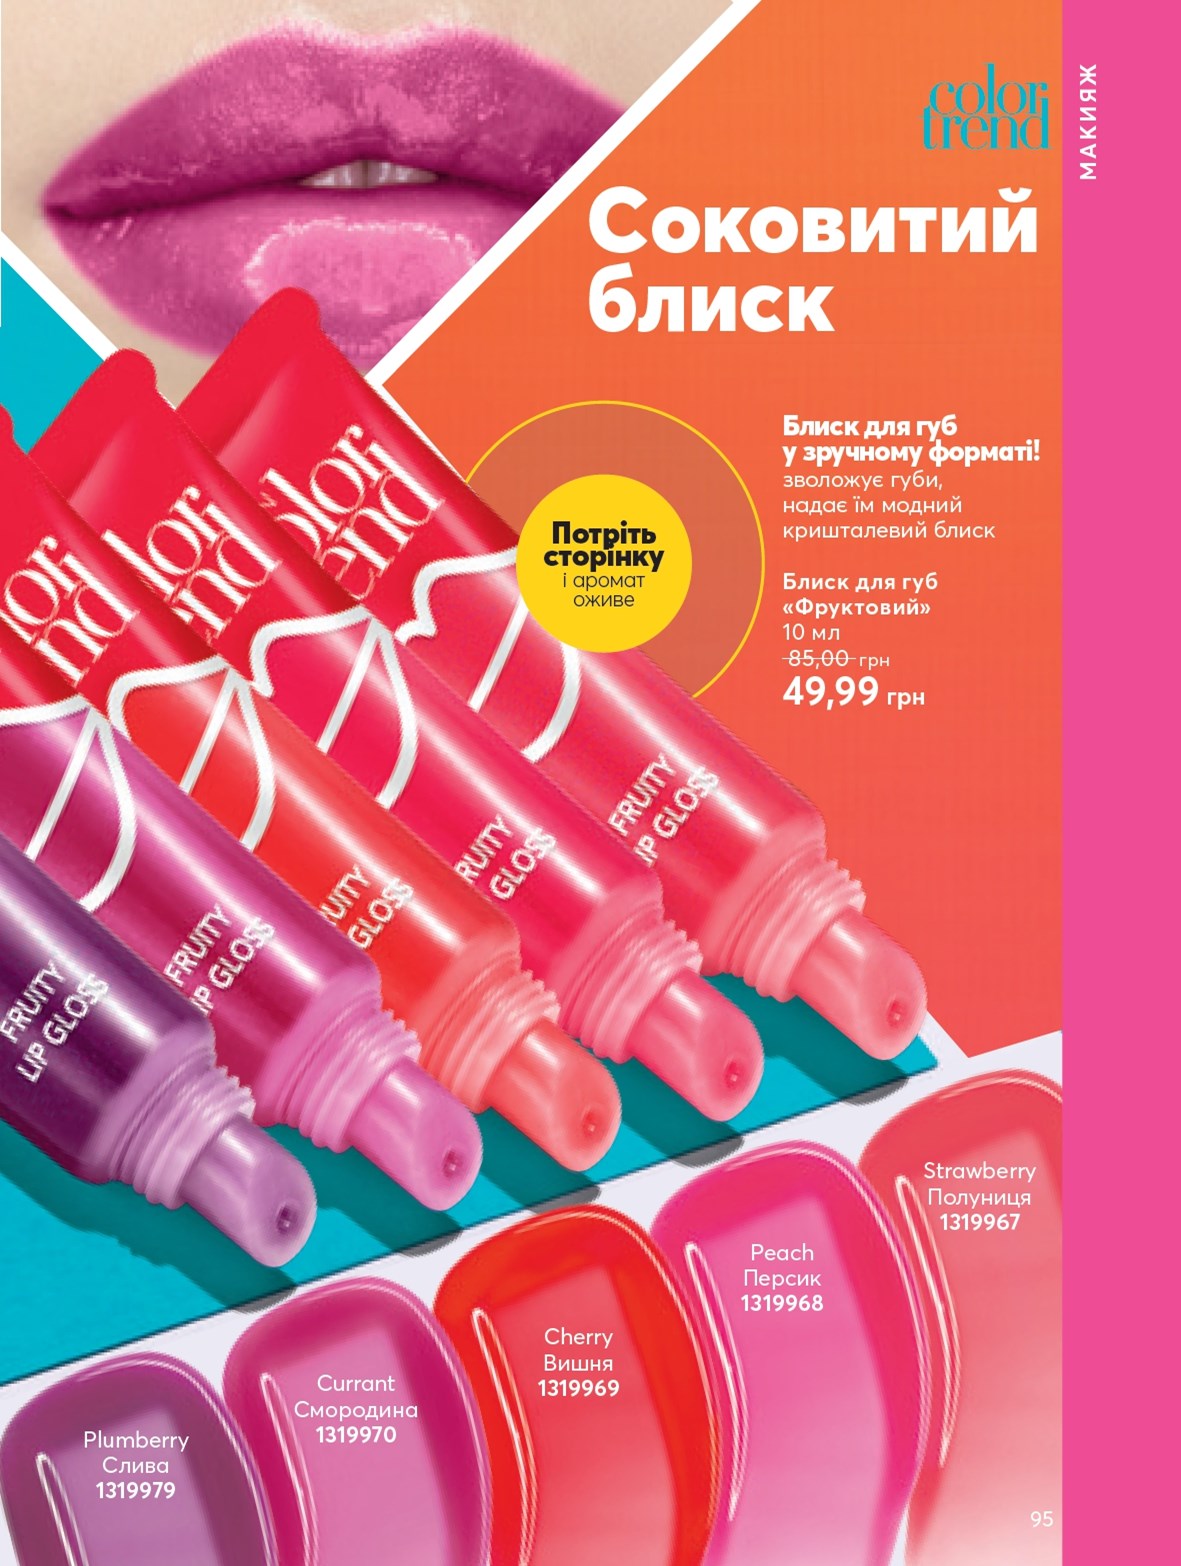 color
trend
МАКИЯЖ
Соковитий
блиск
Блиск для губ
у зручному форматі!
зволожує губи,
надає їм модний
кришталевий блиск
Потріть
сторінку
і аромат
оживе
Блиск для губ
«Фруктовий»
10 мл
85,00 грн
49,99 грн
FRUITY
LIP GLOSS
FRUITY
LIP GLOSS
GLOSS
GLOSS
FRUITY
LIP GLOSS
Strawberry
Полуниця
1319967
Peach
Персик
1319968
Cherry
Вишня
1319969
Currant
Смородина
1319970
Plumberry
Слива
1319979
95